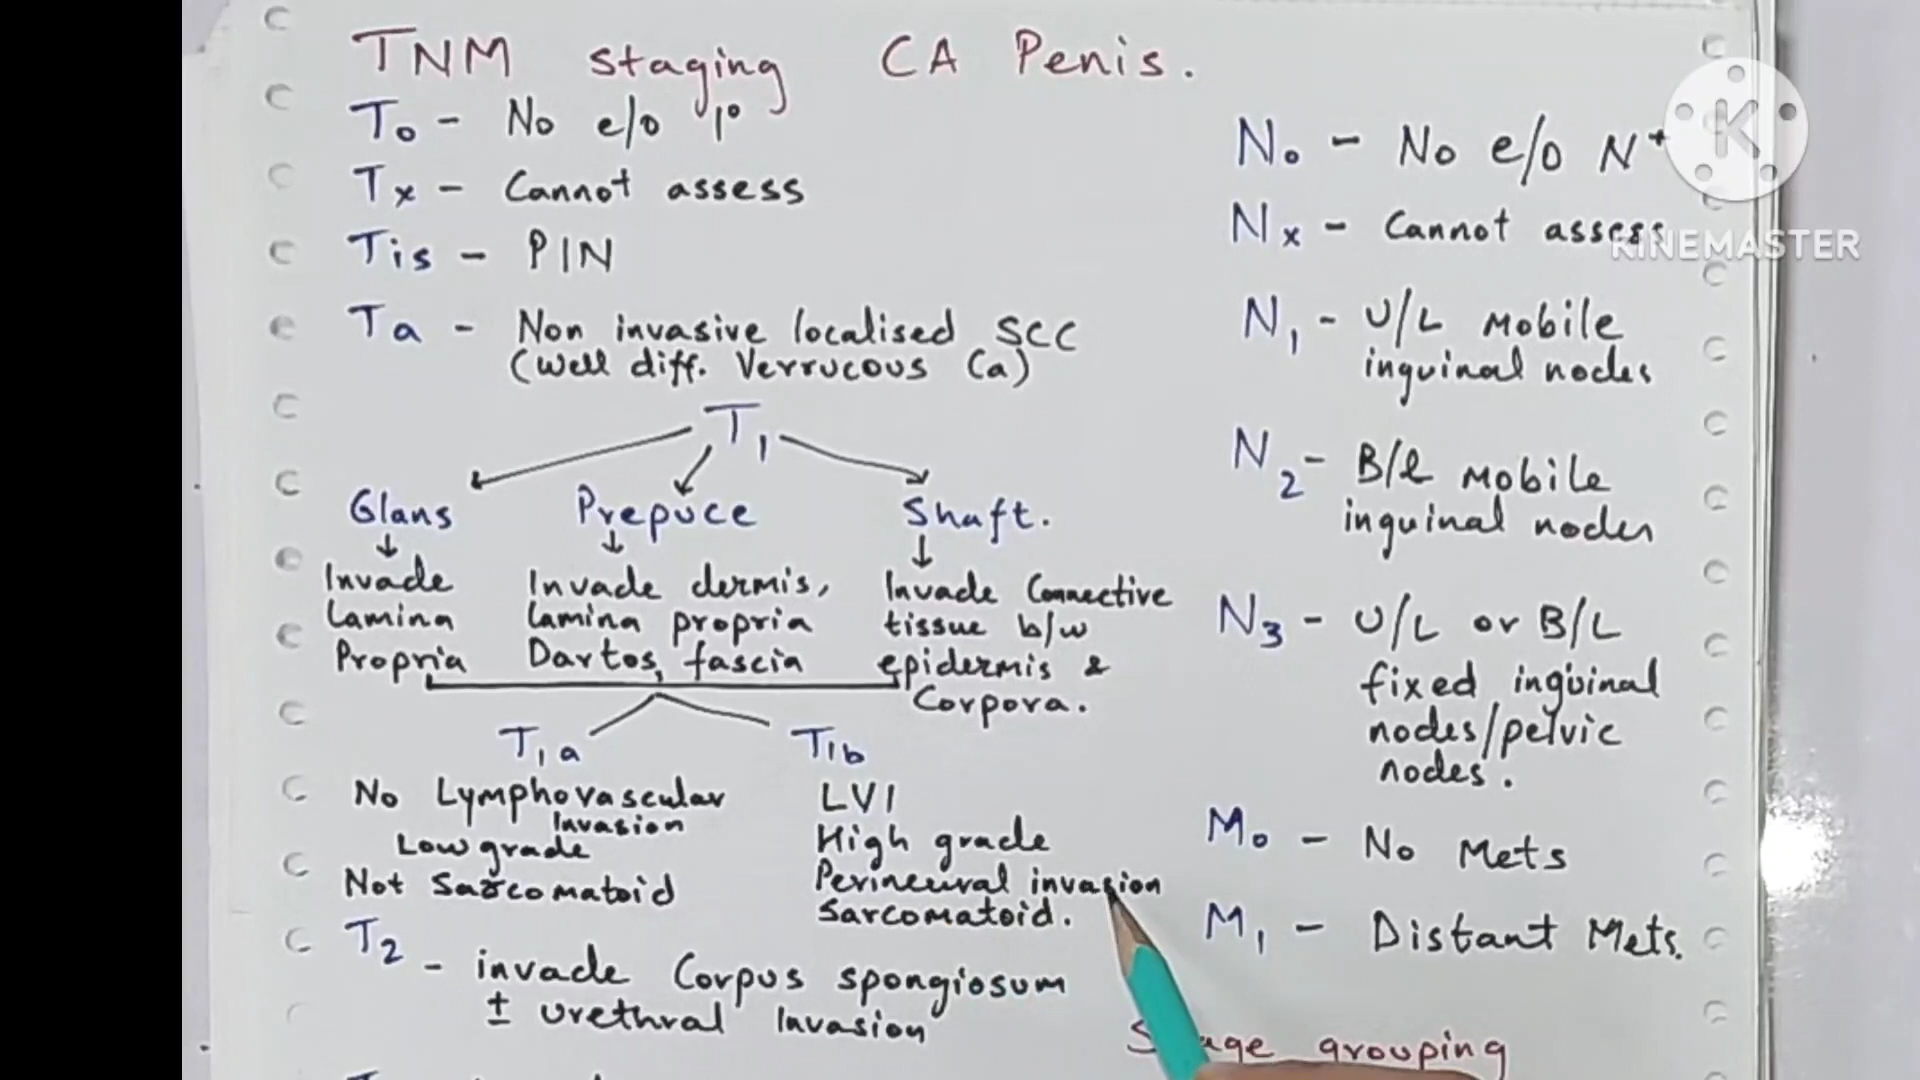 TNM staging CA Penis.
T0 - No e/o 1°
Tx - Cannot assess
Tis - PIN
Ta - Non invasive localised SCC
(Well diff. Verrucous Ca)
T1
Glans Prepuce Shaft.
Invade Invade dermis, Invade Connective
Lamina lamina propria tissue b/w
Propria Dartos, fascia epidermis &
Corpora.
T1a T1b
No Lymphovascular LVI
Invasion
Low grade High grade
Not Sarcomatoid Perineural invasion
Sarcomatoid.
T2 - invade Corpus spongiosum
± urethral Invasion
N0 - No e/o N+
Nx - Cannot assess
N1 - U/L Mobile
inguinal nodes
N2 - B/L Mobile
inguinal nodes
N3 - U/L or B/L
fixed inguinal
nodes/pelvic
nodes.
M0 - No Mets
M1 - Distant Mets.
grouping
K
KINEMASTER